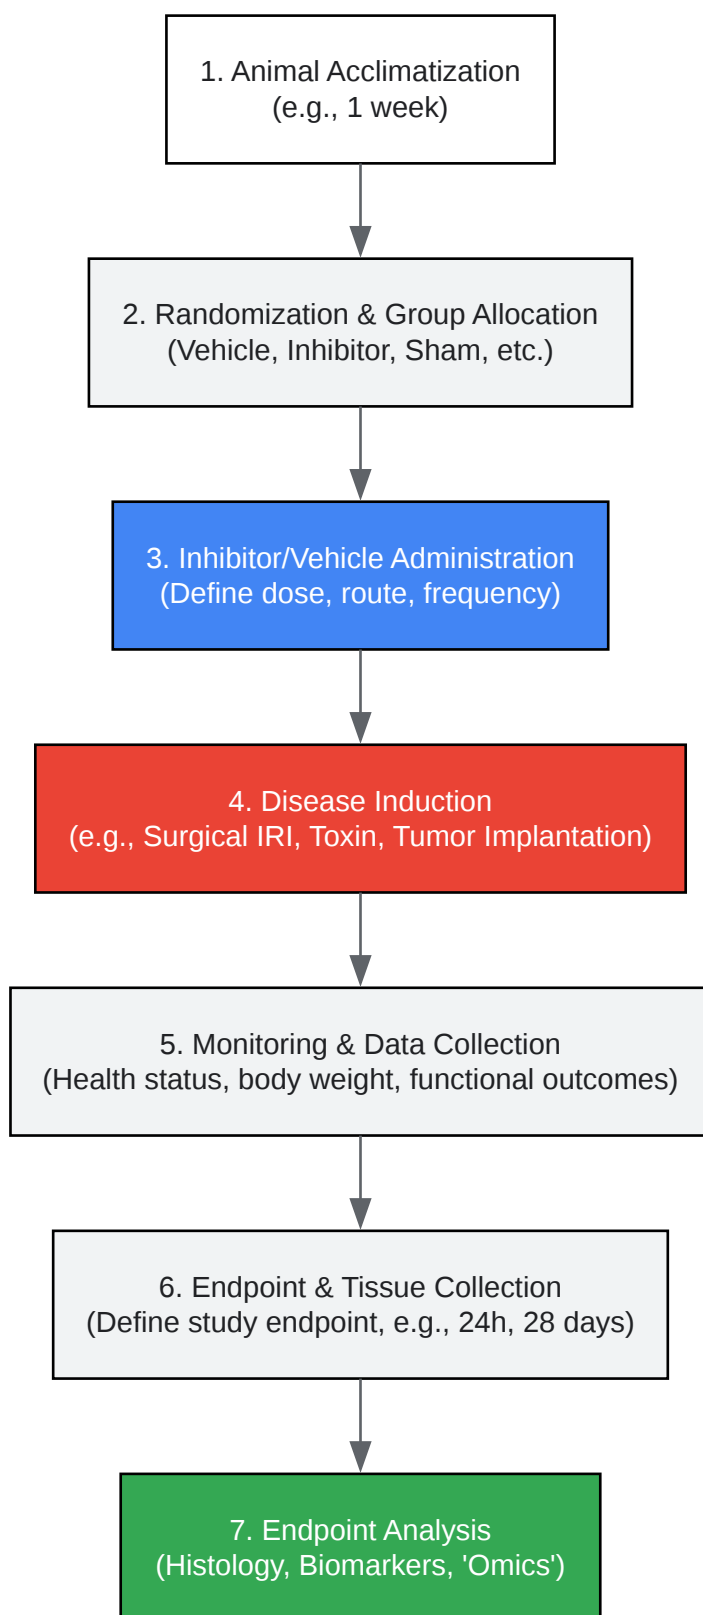 1. Animal Acclimatization
(e.g., 1 week)
2. Randomization & Group Allocation
(Vehicle, Inhibitor, Sham, etc.)
3. Inhibitor/Vehicle Administration
(Define dose, route, frequency)
4. Disease Induction
(e.g., Surgical IRI, Toxin, Tumor Implantation)
5. Monitoring & Data Collection
(Health status, body weight, functional outcomes)
6. Endpoint & Tissue Collection
(Define study endpoint, e.g., 24h, 28 days)
7. Endpoint Analysis
(Histology, Biomarkers, 'Omics')